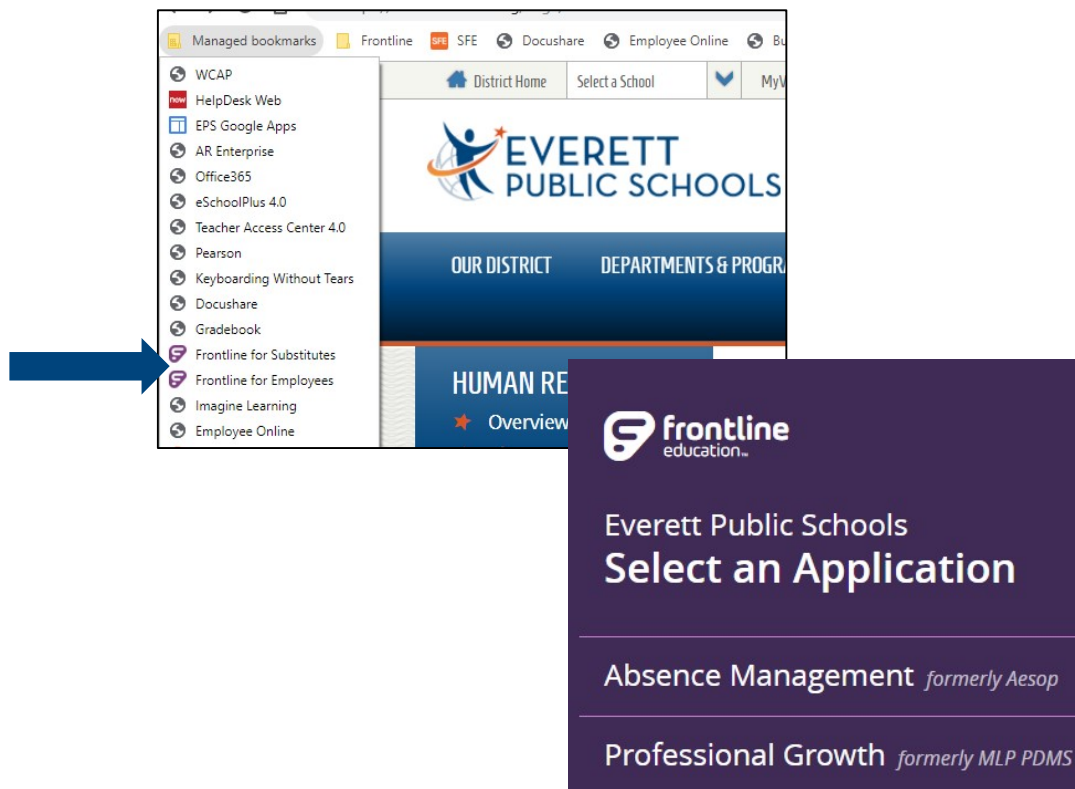 Managed bookmarks Frontline SFE SFE Docushare Employee Online
WCAP
now HelpDesk Web
EPS Google Apps
AR Enterprise
Office365
eSchoolPlus 4.0
Teacher Access Center 4.0
Pearson
Keyboarding Without Tears
Docushare
Gradebook
Frontline for Substitutes
Frontline for Employees
Imagine Learning
Employee Online
District Home Select a School
EVERETT
PUBLIC SCHOOLS
OUR DISTRICT DEPARTMENTS & PROGRA
HUMAN RE
Overview
frontline
education™
Everett Public Schools
Select an Application
Absence Management formerly Aesop
Professional Growth formerly MLP PDMS